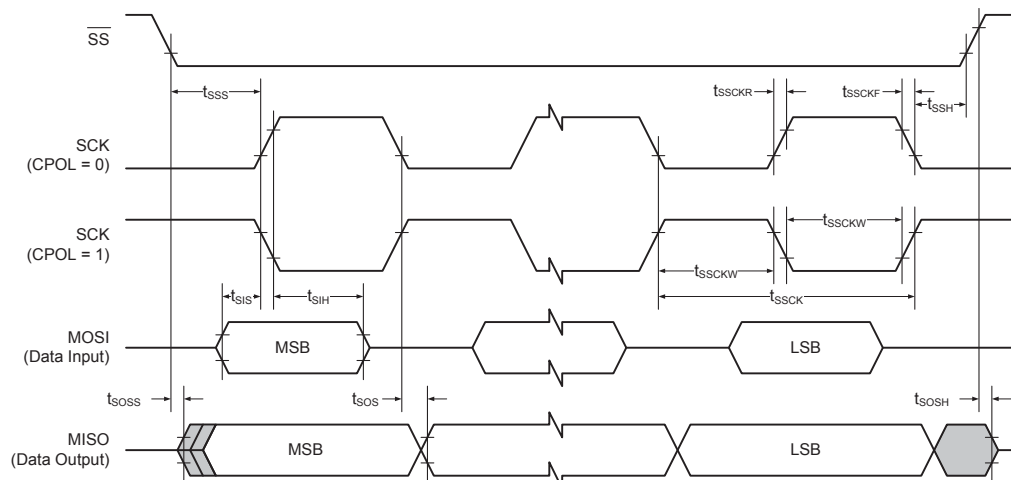 SS
tSSS
tSSCKR
tSSCKF
tSSH
SCK
(CPOL = 0)
SCK
(CPOL = 1)
tSSCKW
tSSCKW
tSSCK
tSIS
tSIH
MOSI
(Data Input)
MSB
LSB
tSOSS
tSOS
tSOSH
MISO
(Data Output)
MSB
LSB